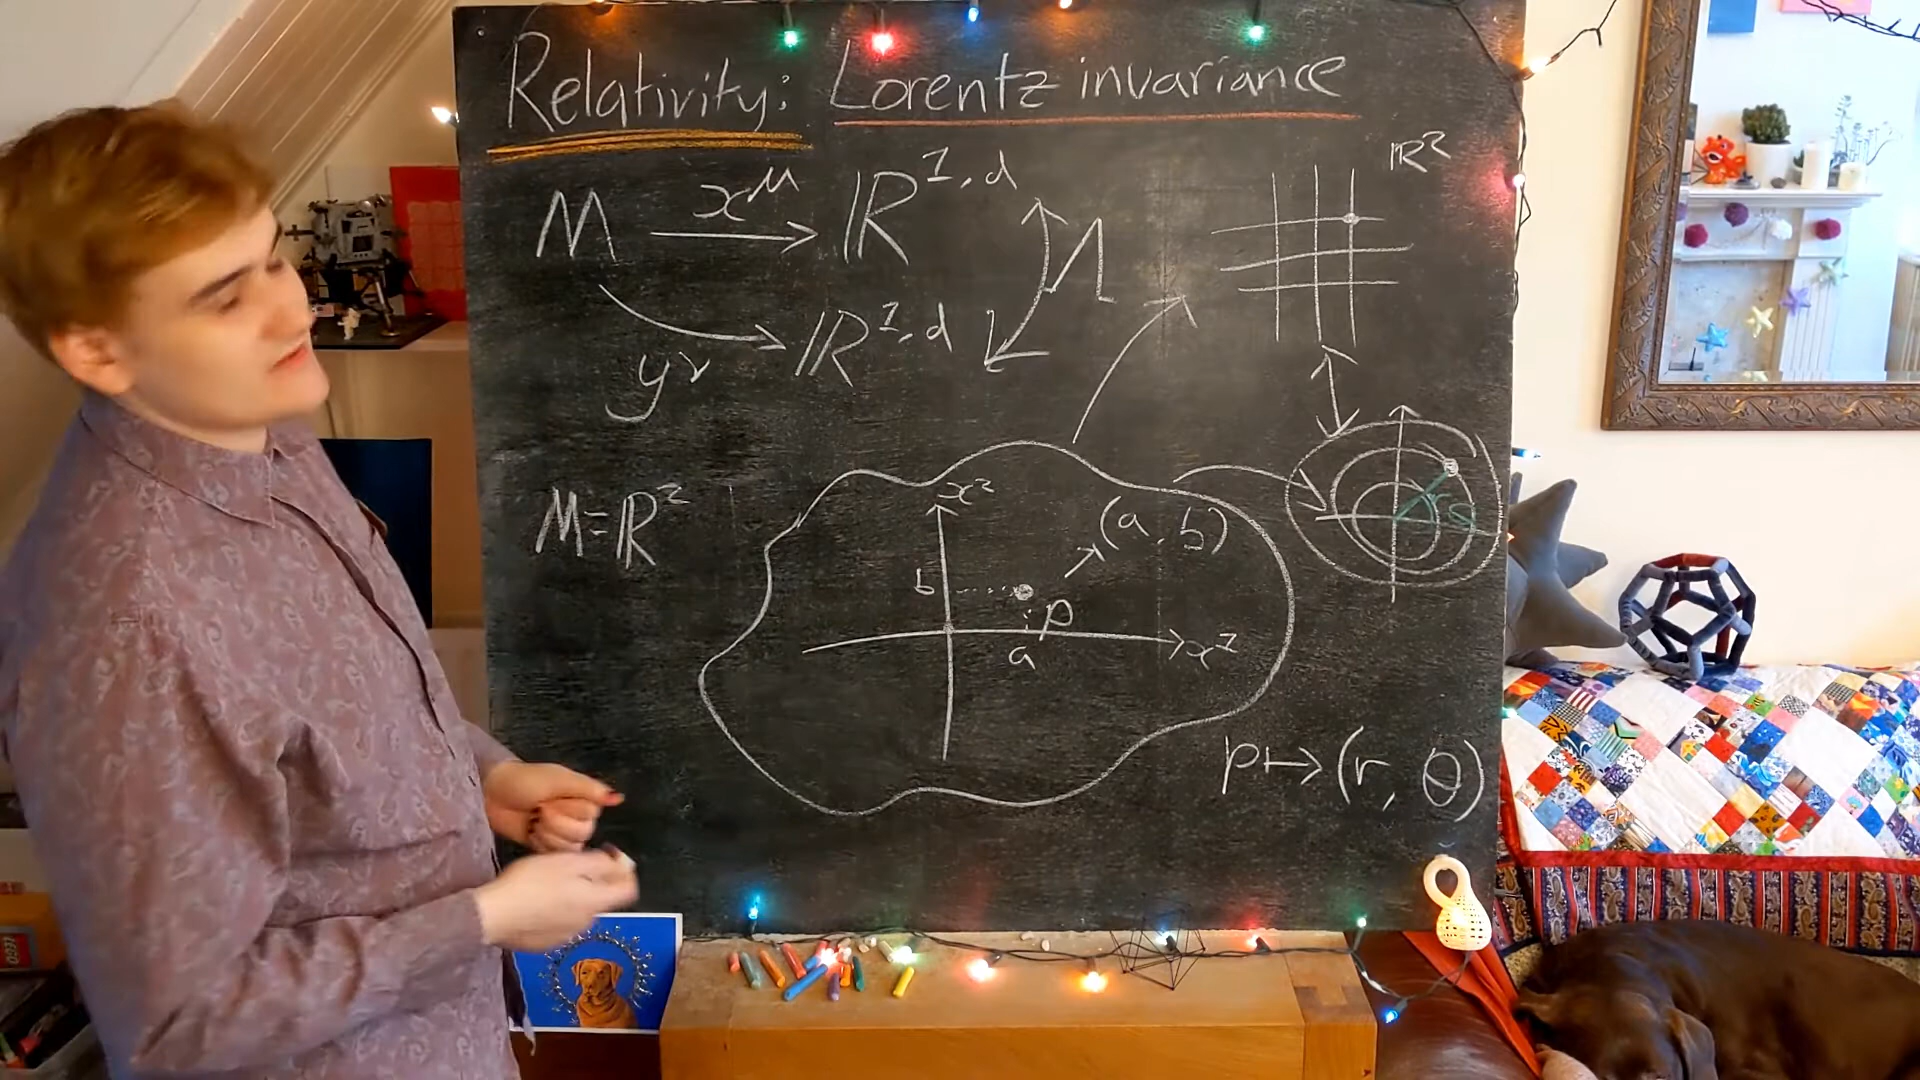 Relativity: Lorentz invariance
ℝ²
M x^μ → ℝ^{1,d}
Λ
y^ν → ℝ^{1,d}
M=ℝ²
x²
(a, b)
b
p
a
x¹
r
θ
p↦(r, θ)